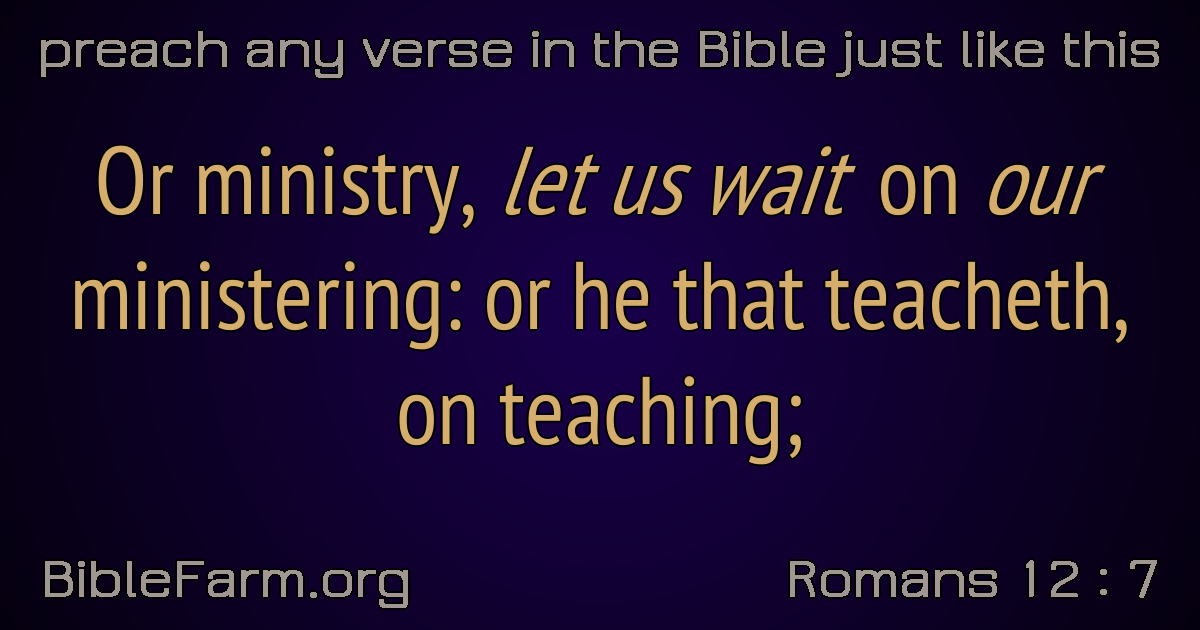 preach any verse in the Bible just like this
Or ministry, let us wait on our
ministering: or he that teacheth,
on teaching;
BibleFarm.org
Romans 12 : 7